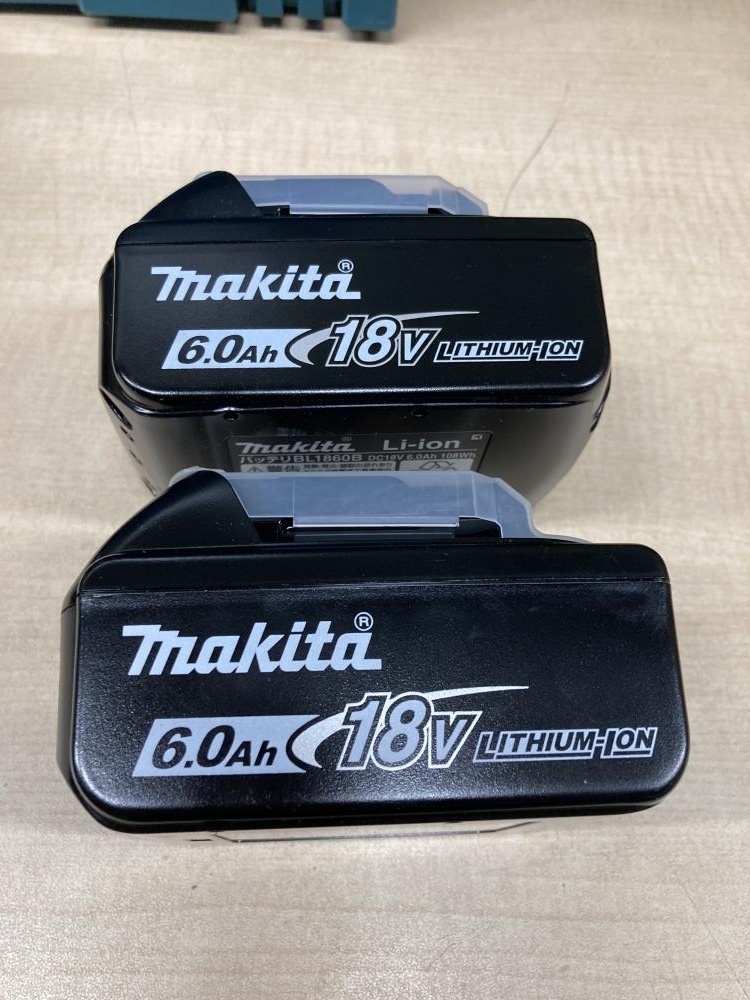 makita®
6.0Ah 18V LITHIUM-ION
makita® Li-ion
バッテリBL1860B DC18V 6.0Ah 108Wh
警告
makita®
6.0Ah 18V LITHIUM-ION